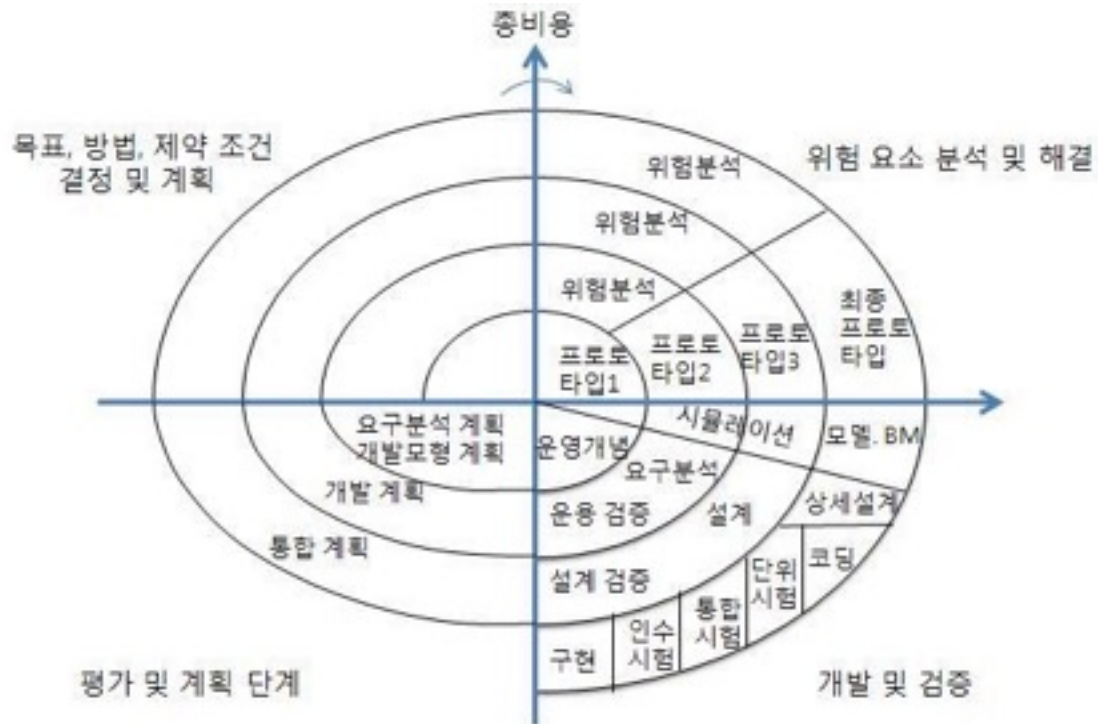 총비용
목표, 방법, 제약 조건
결정 및 계획
위험 요소 분석 및 해결
위험분석
위험분석
위험분석
프로토
타입1
프로토
타입2
프로토
타입3
최종
프로토
타입
요구분석 계획
개발모형 계획
개발 계획
통합 계획
운영개념
시뮬레이션
모델. BM
요구분석
운용 검증
설계
상세설계
설계 검증
코딩
단위
시험
통합
시험
인수
시험
구현
평가 및 계획 단계
개발 및 검증